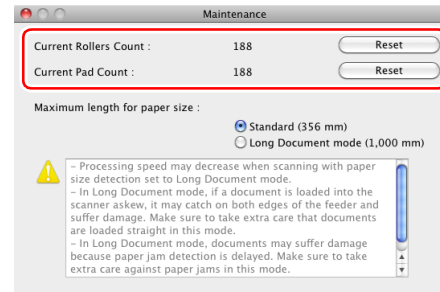 Maintenance
Current Rollers Count : 188 Reset
Current Pad Count : 188 Reset
Maximum length for paper size :
Standard (356 mm)
Long Document mode (1,000 mm)
– Processing speed may decrease when scanning with paper
size detection set to Long Document mode.
– In Long Document mode, if a document is loaded into the
scanner askew, it may catch on both edges of the feeder and
suffer damage. Make sure to take extra care that documents
are loaded straight in this mode.
– In Long Document mode, documents may suffer damage
because paper jam detection is delayed. Make sure to take
extra care against paper jams in this mode.